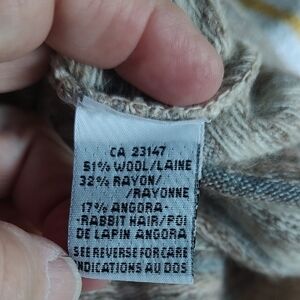 CA 23147
51% WOOL/LAINE
32% RAYON/
/RAYONNE
17% ANGORA-
-RABBIT HAIR/POI
DE LAPIN ANGORA
SEE REVERSE FOR CARE
INDICATIONS AU DOS